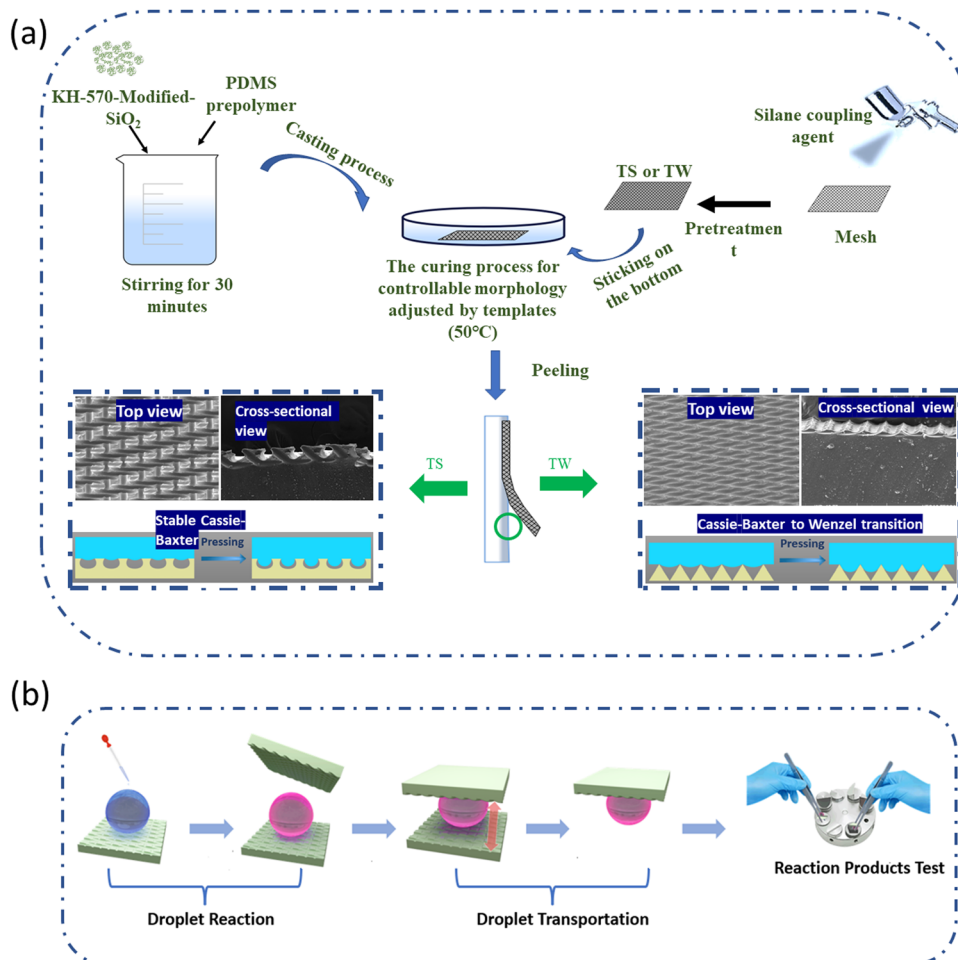 (a)
KH-570-Modified-
SiO₂
PDMS
prepolymer
Casting process
Stirring for 30
minutes
Silane coupling
agent
TS or TW
Pretreatmen
t
Mesh
Sticking on
the bottom
The curing process for
controllable morphology
adjusted by templates
(50℃)
Peeling
Top view
Cross-sectional
view
Stable Cassie-
Baxter
Pressing
TS
TW
Top view
Cross-sectional view
Cassie-Baxter to Wenzel transition
Pressing
(b)
Droplet Reaction
Droplet Transportation
Reaction Products Test